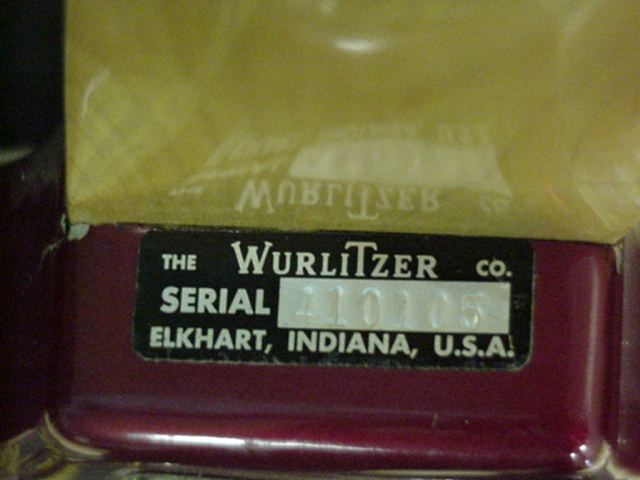 THE WURLITZER CO.
SERIAL 410105
ELKHART, INDIANA, U.S.A.